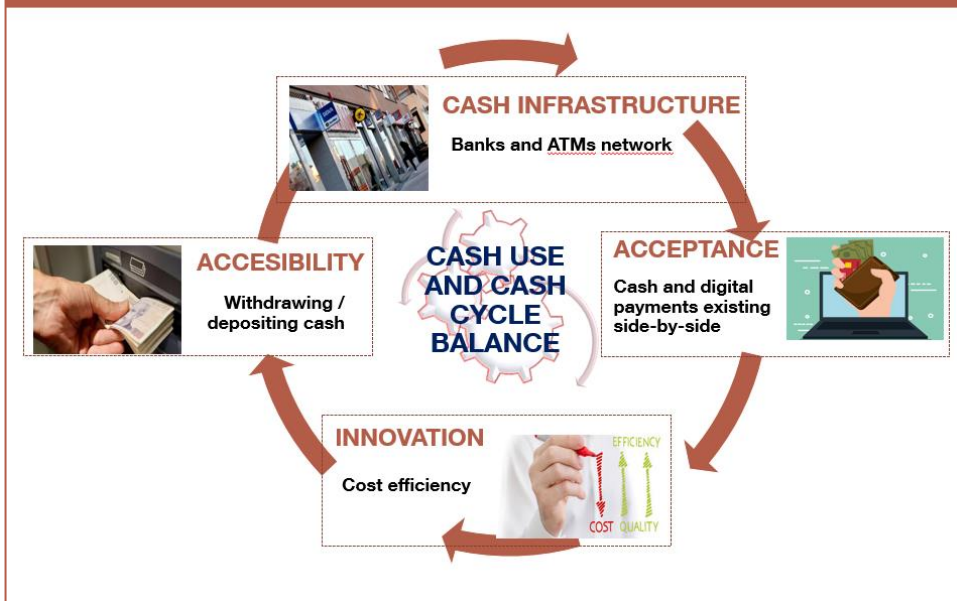 CASH INFRASTRUCTURE
Banks and ATMs network
ACCESIBILITY
Withdrawing /
depositing cash
CASH USE
AND CASH
CYCLE
BALANCE
ACCEPTANCE
Cash and digital
payments existing
side-by-side
INNOVATION
Cost efficiency
EFFICIENCY
COST QUALITY